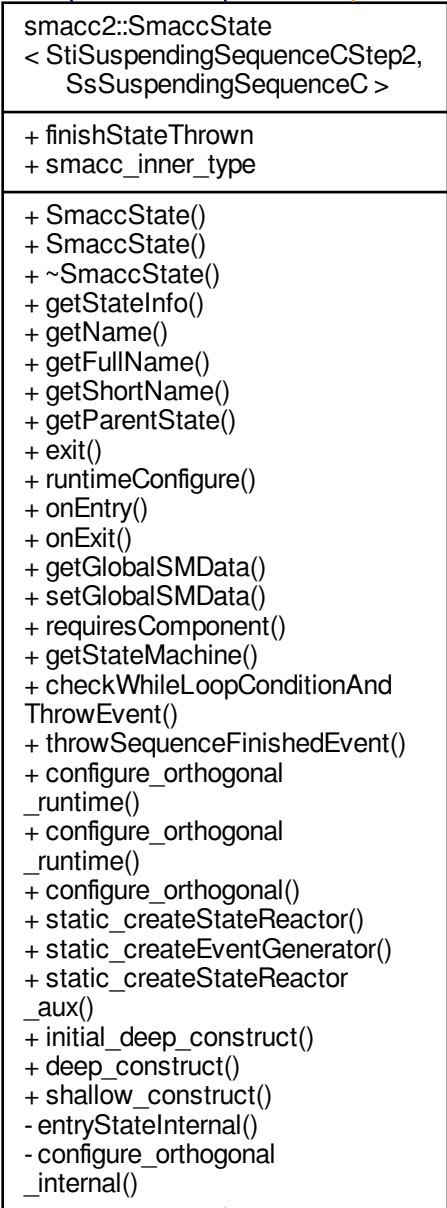 smacc2::SmaccState
< StiSuspendingSequenceCStep2,
SsSuspendingSequenceC >
+ finishStateThrown
+ smacc_inner_type
+ SmaccState()
+ SmaccState()
+ ~SmaccState()
+ getStateInfo()
+ getName()
+ getFullName()
+ getShortName()
+ getParentState()
+ exit()
+ runtimeConfigure()
+ onEntry()
+ onExit()
+ getGlobalSMData()
+ setGlobalSMData()
+ requiresComponent()
+ getStateMachine()
+ checkWhileLoopConditionAnd
ThrowEvent()
+ throwSequenceFinishedEvent()
+ configure_orthogonal
_runtime()
+ configure_orthogonal
_runtime()
+ configure_orthogonal()
+ static_createStateReactor()
+ static_createEventGenerator()
+ static_createStateReactor
_aux()
+ initial_deep_construct()
+ deep_construct()
+ shallow_construct()
- entryStateInternal()
- configure_orthogonal
_internal()